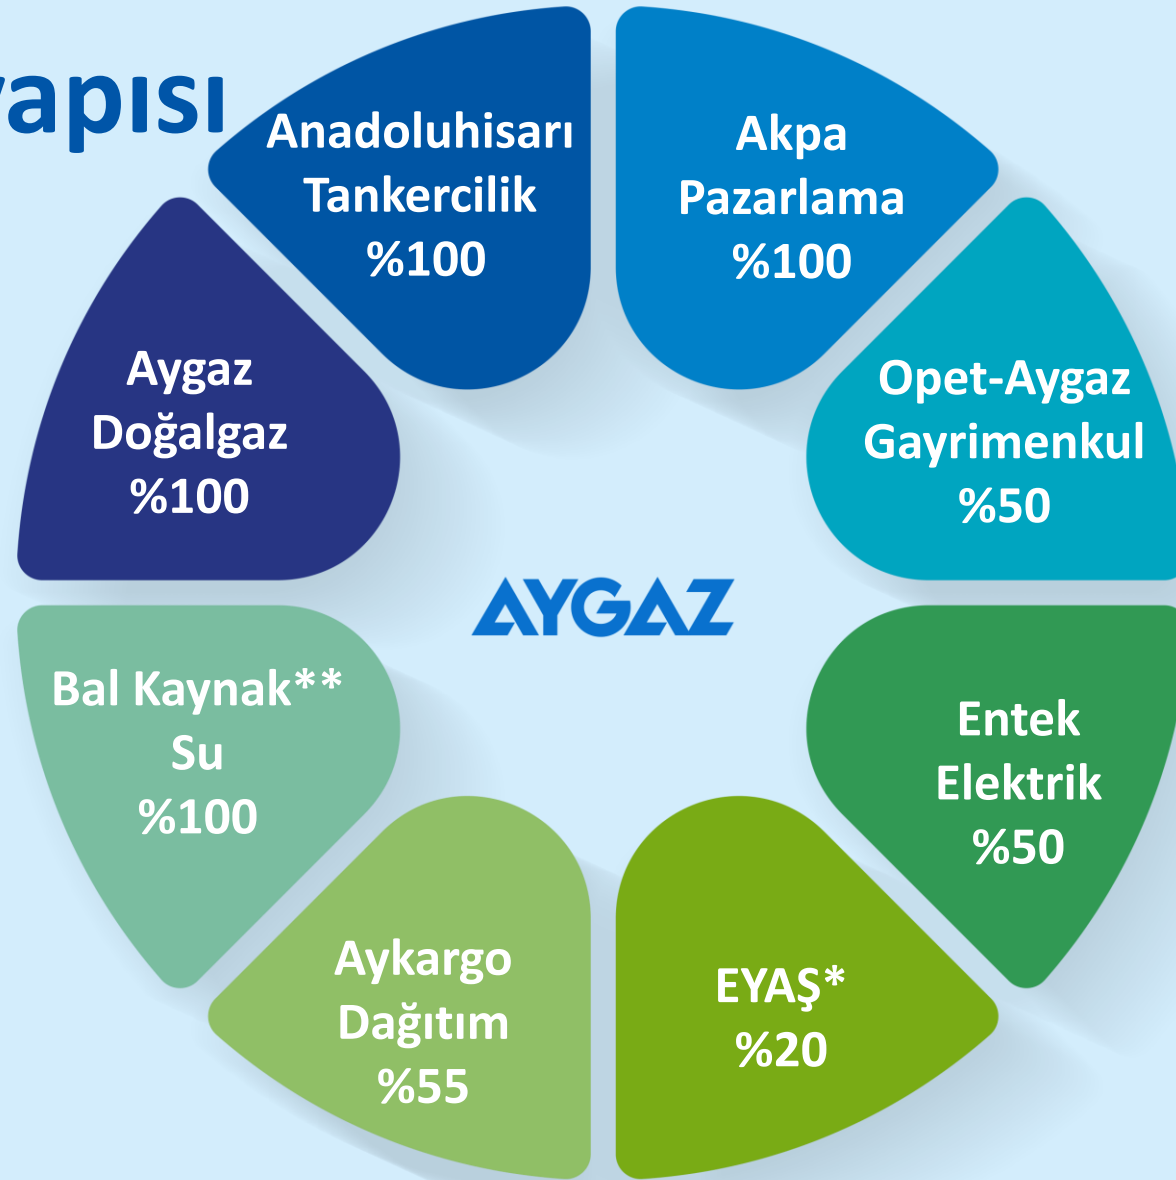 yapısı
Anadoluhisarı
Tankercilik
%100
Akpa
Pazarlama
%100
Aygaz
Doğalgaz
%100
Opet-Aygaz
Gayrimenkul
%50
AYGAZ
Bal Kaynak**
Su
%100
Entek
Elektrik
%50
Aykargo
Dağıtım
%55
EYAŞ*
%20